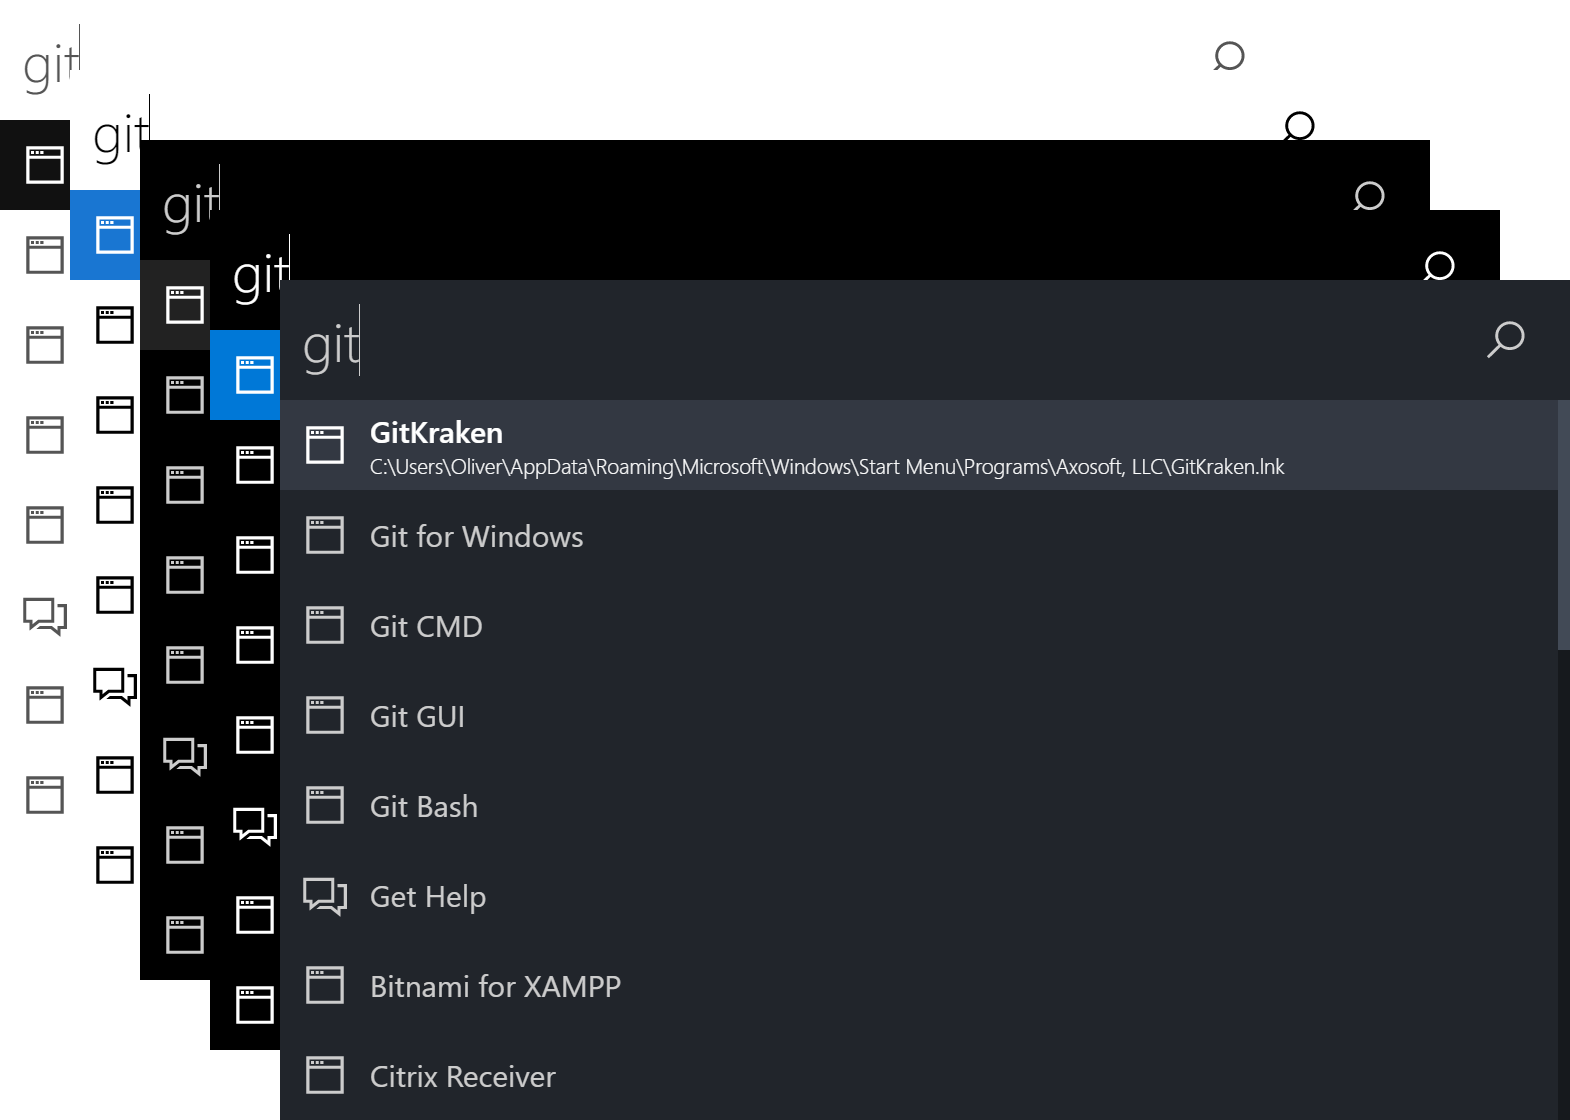 git
git
git
git
git
GitKraken
C:\Users\Oliver\AppData\Roaming\Microsoft\Windows\Start Menu\Programs\Axosoft, LLC\GitKraken.lnk
Git for Windows
Git CMD
Git GUI
Git Bash
Get Help
Bitnami for XAMPP
Citrix Receiver